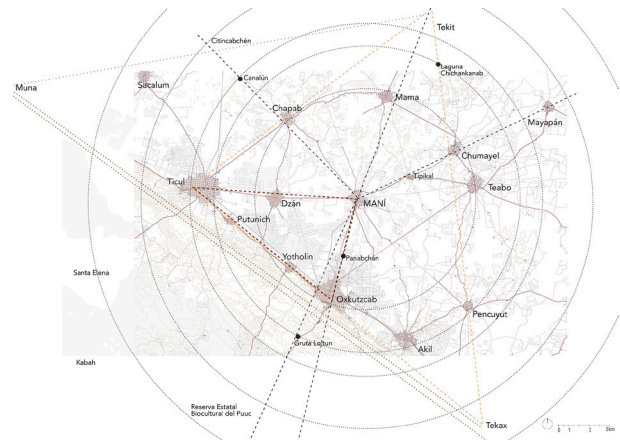 Tekit
Citincabchén
Laguna
Chichankanab
Canalún
Sacalum
Muna
Mama
Chapab
Mayapán
Chumayel
Tipikal
Ticul
Teabo
Dzán
MANÍ
Putunich
Panabchán
Yotholin
Santa Elena
Oxkutzcab
Pencuyut
Gruta Loltun
Akil
Kabah
Reserva Estatal
Biocultural del Puuc
Tekax
0 1 2 5km